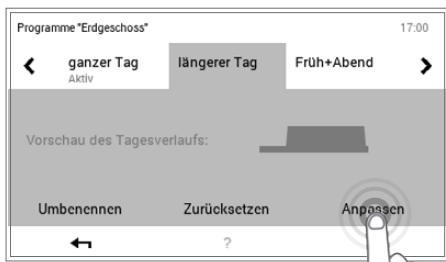 Programme "Erdgeschoss" 17:00
ganzer Tag längerer Tag Früh+Abend
Aktiv
Vorschau des Tagesverlaufs:
Umbenennen Zurücksetzen Anpassen
?